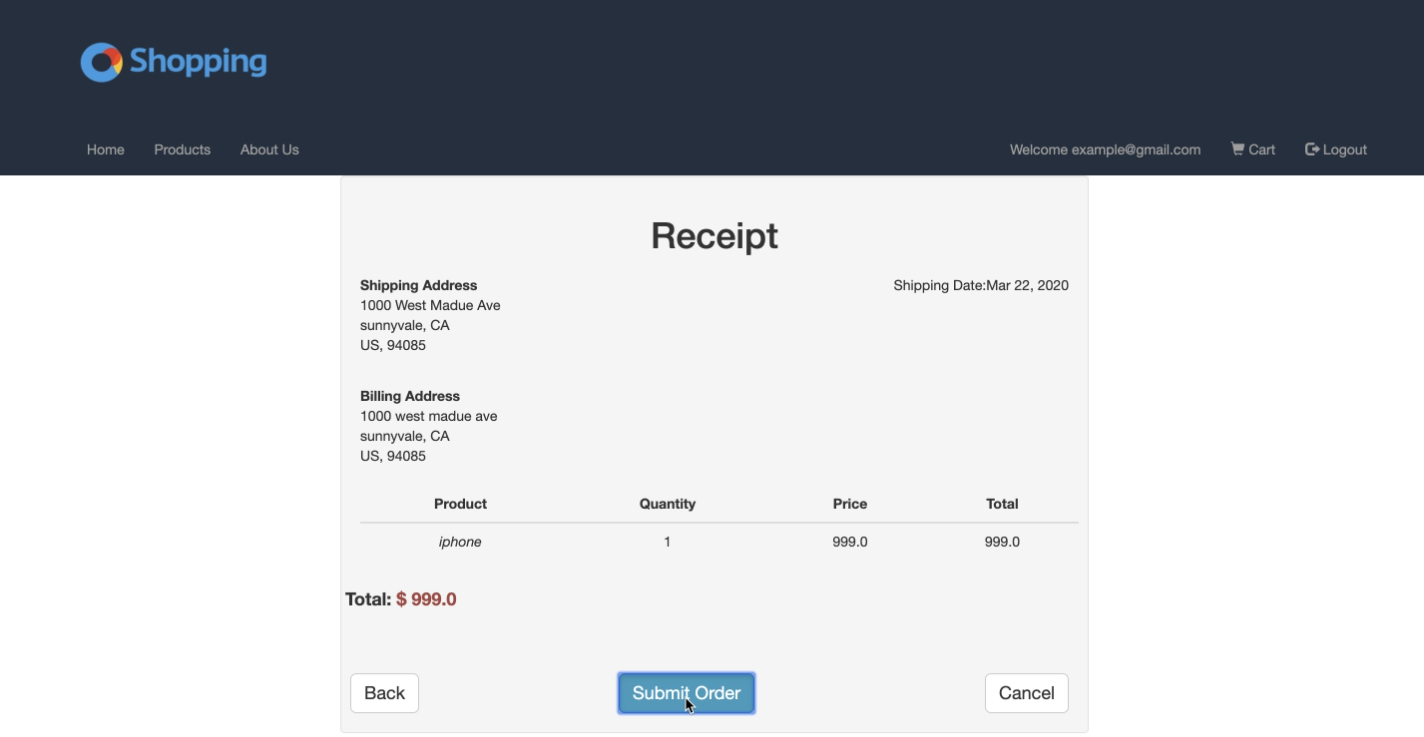 Shopping
Home Products About Us Welcome example@gmail.com Cart Logout
Receipt
Shipping Address Shipping Date:Mar 22, 2020
1000 West Madue Ave
sunnyvale, CA
US, 94085
Billing Address
1000 west madue ave
sunnyvale, CA
US, 94085
Product Quantity Price Total
iphone 1 999.0 999.0
Total: $ 999.0
Back Submit Order Cancel